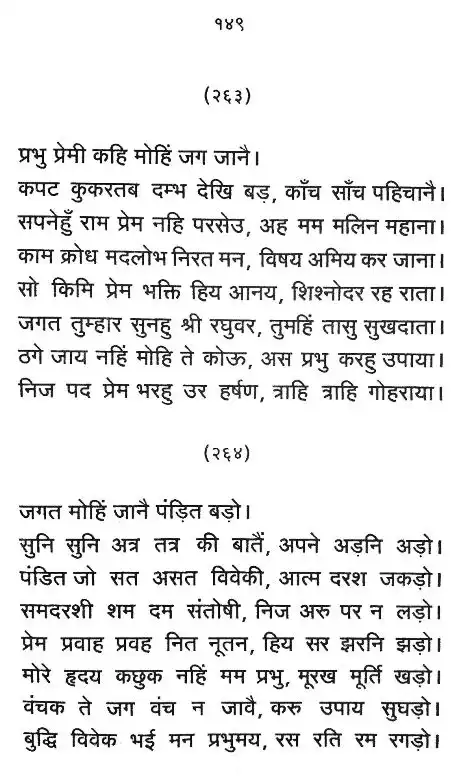 १४९
(२६३)
प्रभु प्रेमी कहि मोहिं जग जानै।
कपट कुकरतब दम्भ देखि बड़, काँच साँच पहिचानै।
सपनेहुँ राम प्रेम नहि परसेउ, अह मम मलिन महाना।
काम क्रोध मदलोभ निरत मन, विषय अमिय कर जाना।
सो किमि प्रेम भक्ति हिय आनय, शिश्नोदर रह राता।
जगत तुम्हार सुनहु श्री रघुवर, तुमहिं तासु सुखदाता।
ठगे जाय नहिं मोहि ते कोऊ, अस प्रभु करहु उपाया।
निज पद प्रेम भरहु उर हर्षण, त्राहि त्राहि गोहराया।
(२६४)
जगत मोहिं जानै पंड़ित बड़ो।
सुनि सुनि अत्र तत्र की बातैं, अपने अड़नि अड़ो।
पंडित जो सत असत विवेकी, आत्म दरश जकड़ो।
समदरशी शम दम संतोषी, निज अरु पर न लड़ो।
प्रेम प्रवाह प्रवह नित नूतन, हिय सर झरनि झड़ो।
मोरे हृदय कछुक नहिं मम प्रभु, मूरख मूर्ति खड़ो।
वंचक ते जग वंच न जावै, करु उपाय सुघड़ो।
बुद्धि विवेक भई मन प्रभुमय, रस रति रम रगड़ो।